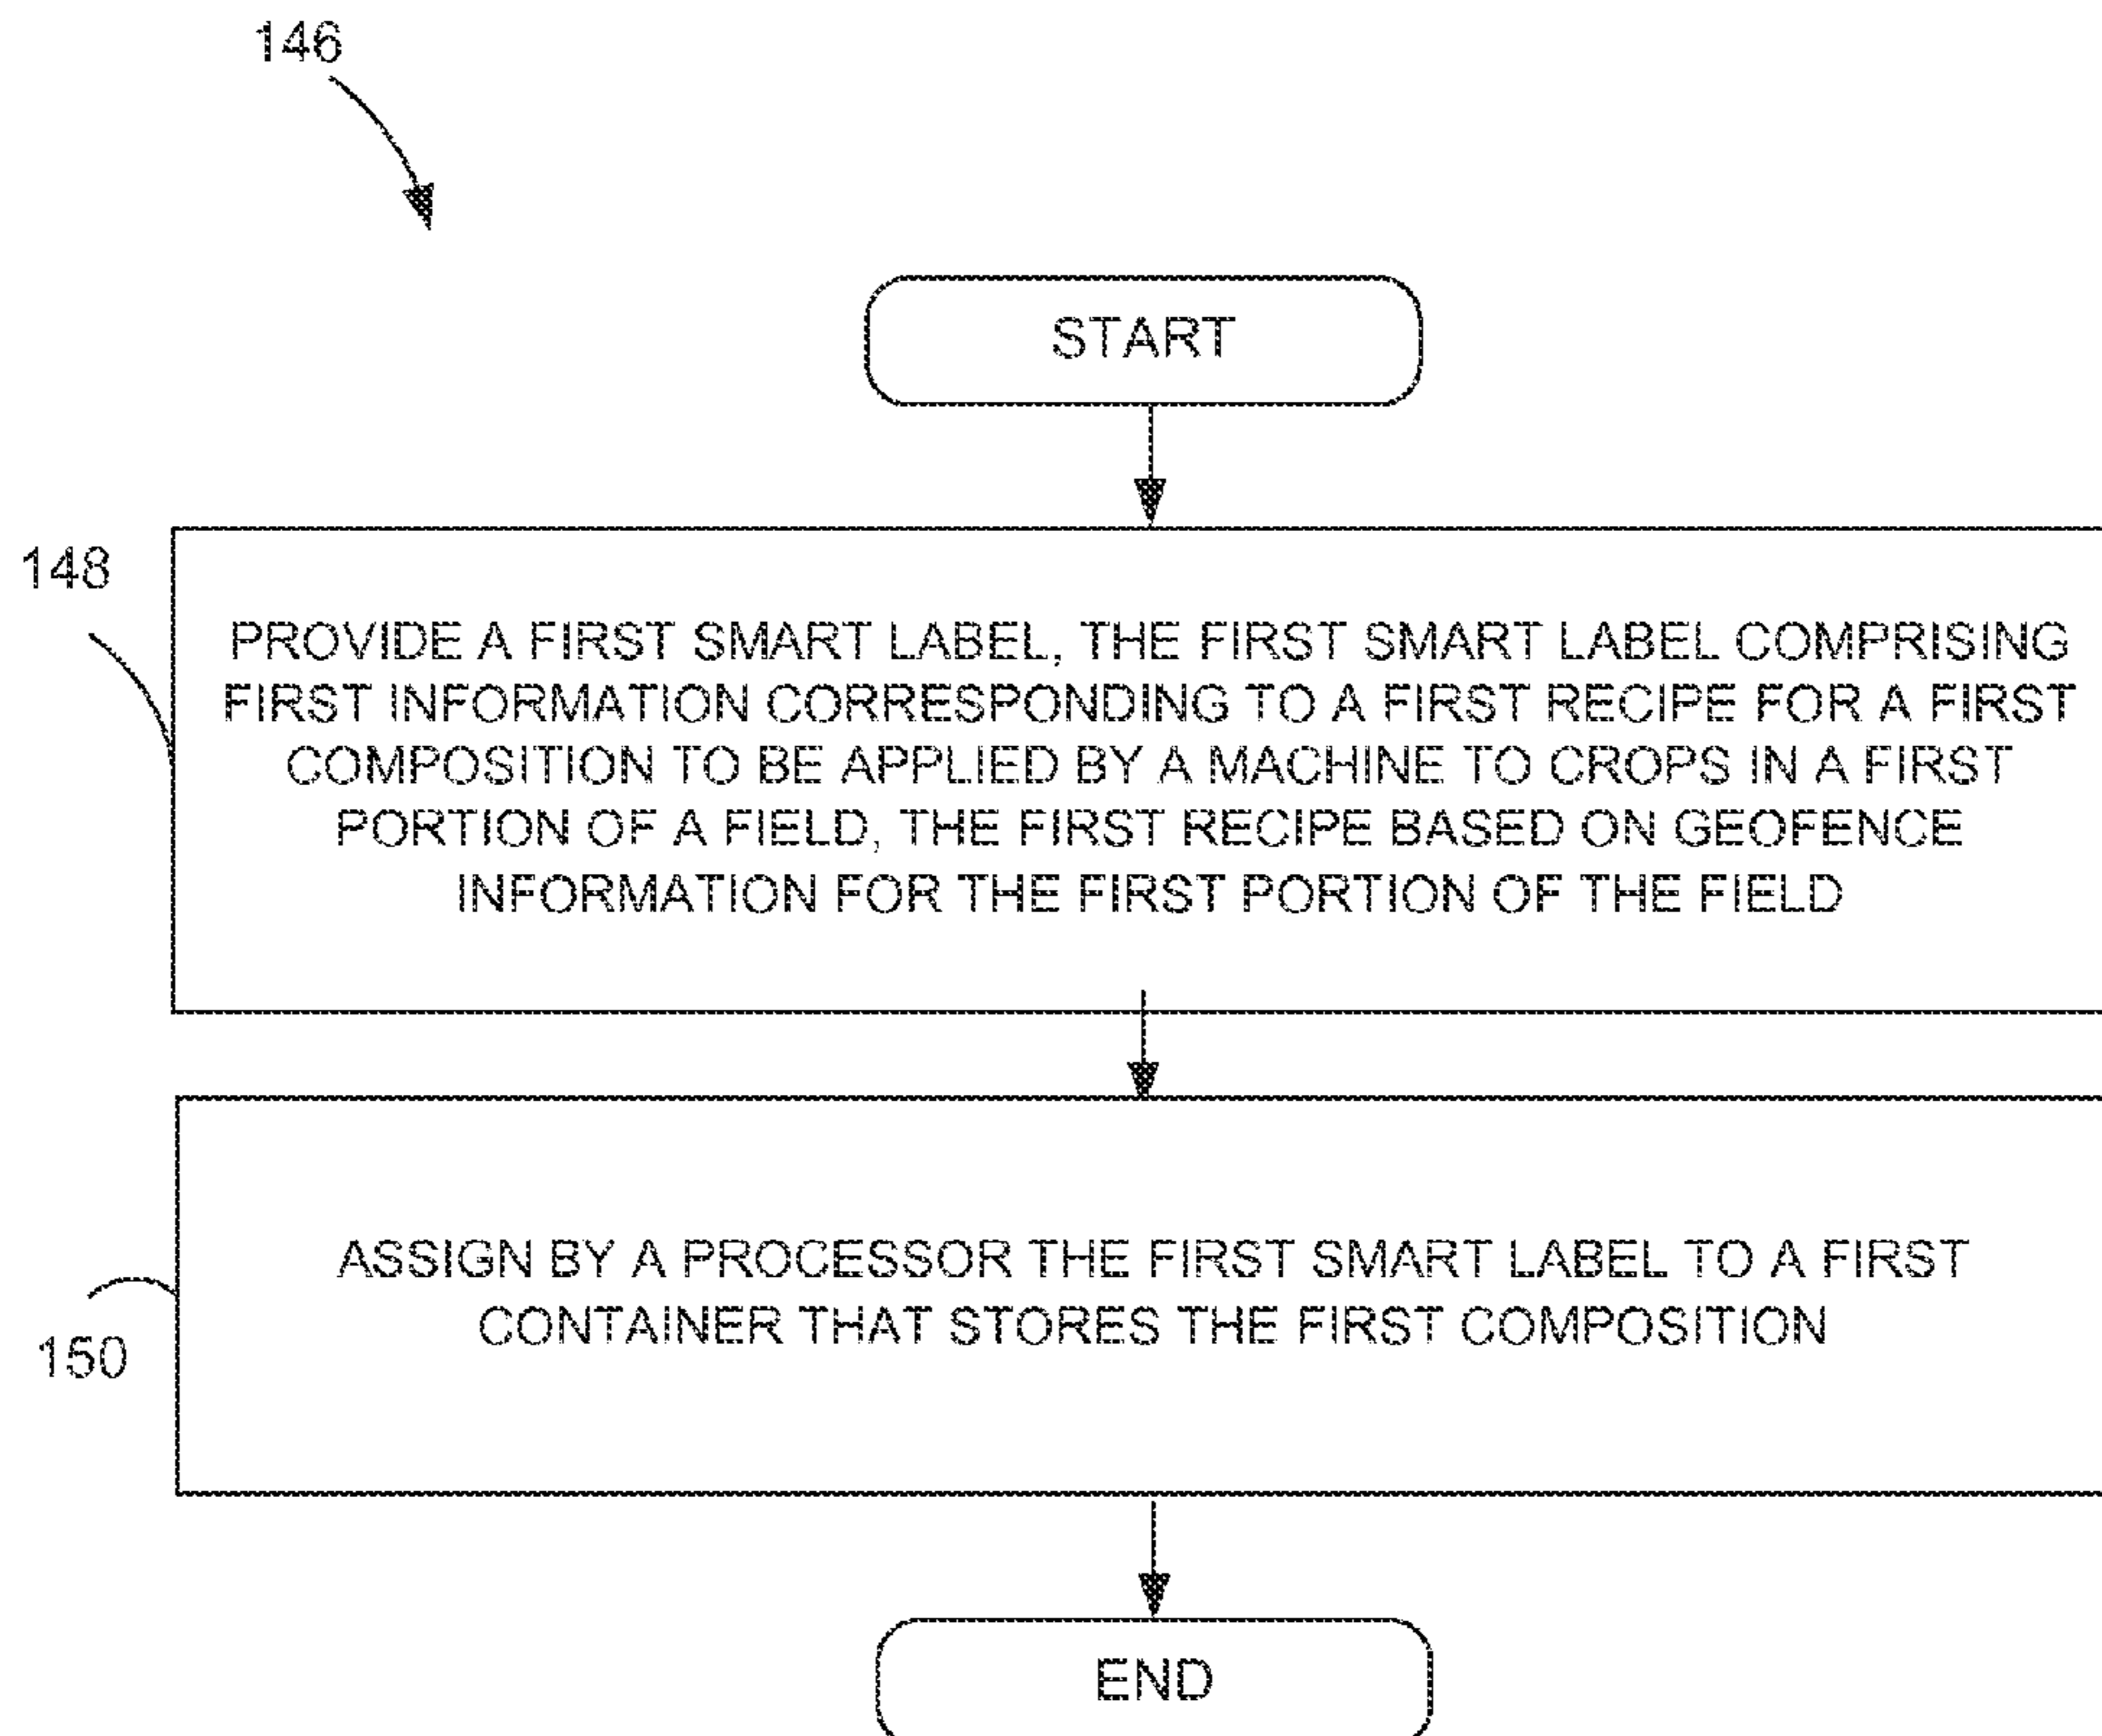 146
START
148
PROVIDE A FIRST SMART LABEL, THE FIRST SMART LABEL COMPRISING
FIRST INFORMATION CORRESPONDING TO A FIRST RECIPE FOR A FIRST
COMPOSITION TO BE APPLIED BY A MACHINE TO CROPS IN A FIRST
PORTION OF A FIELD, THE FIRST RECIPE BASED ON GEOFENCE
INFORMATION FOR THE FIRST PORTION OF THE FIELD
ASSIGN BY A PROCESSOR THE FIRST SMART LABEL TO A FIRST
CONTAINER THAT STORES THE FIRST COMPOSITION
150
END